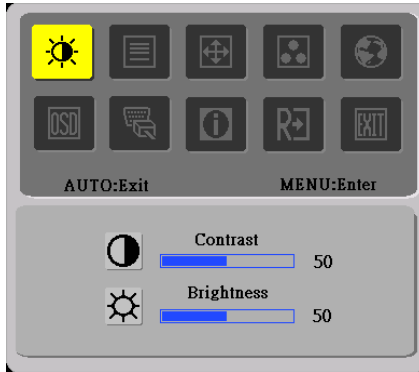 OSD R EXIT
AUTO:Exit MENU:Enter
Contrast
50
Brightness
50